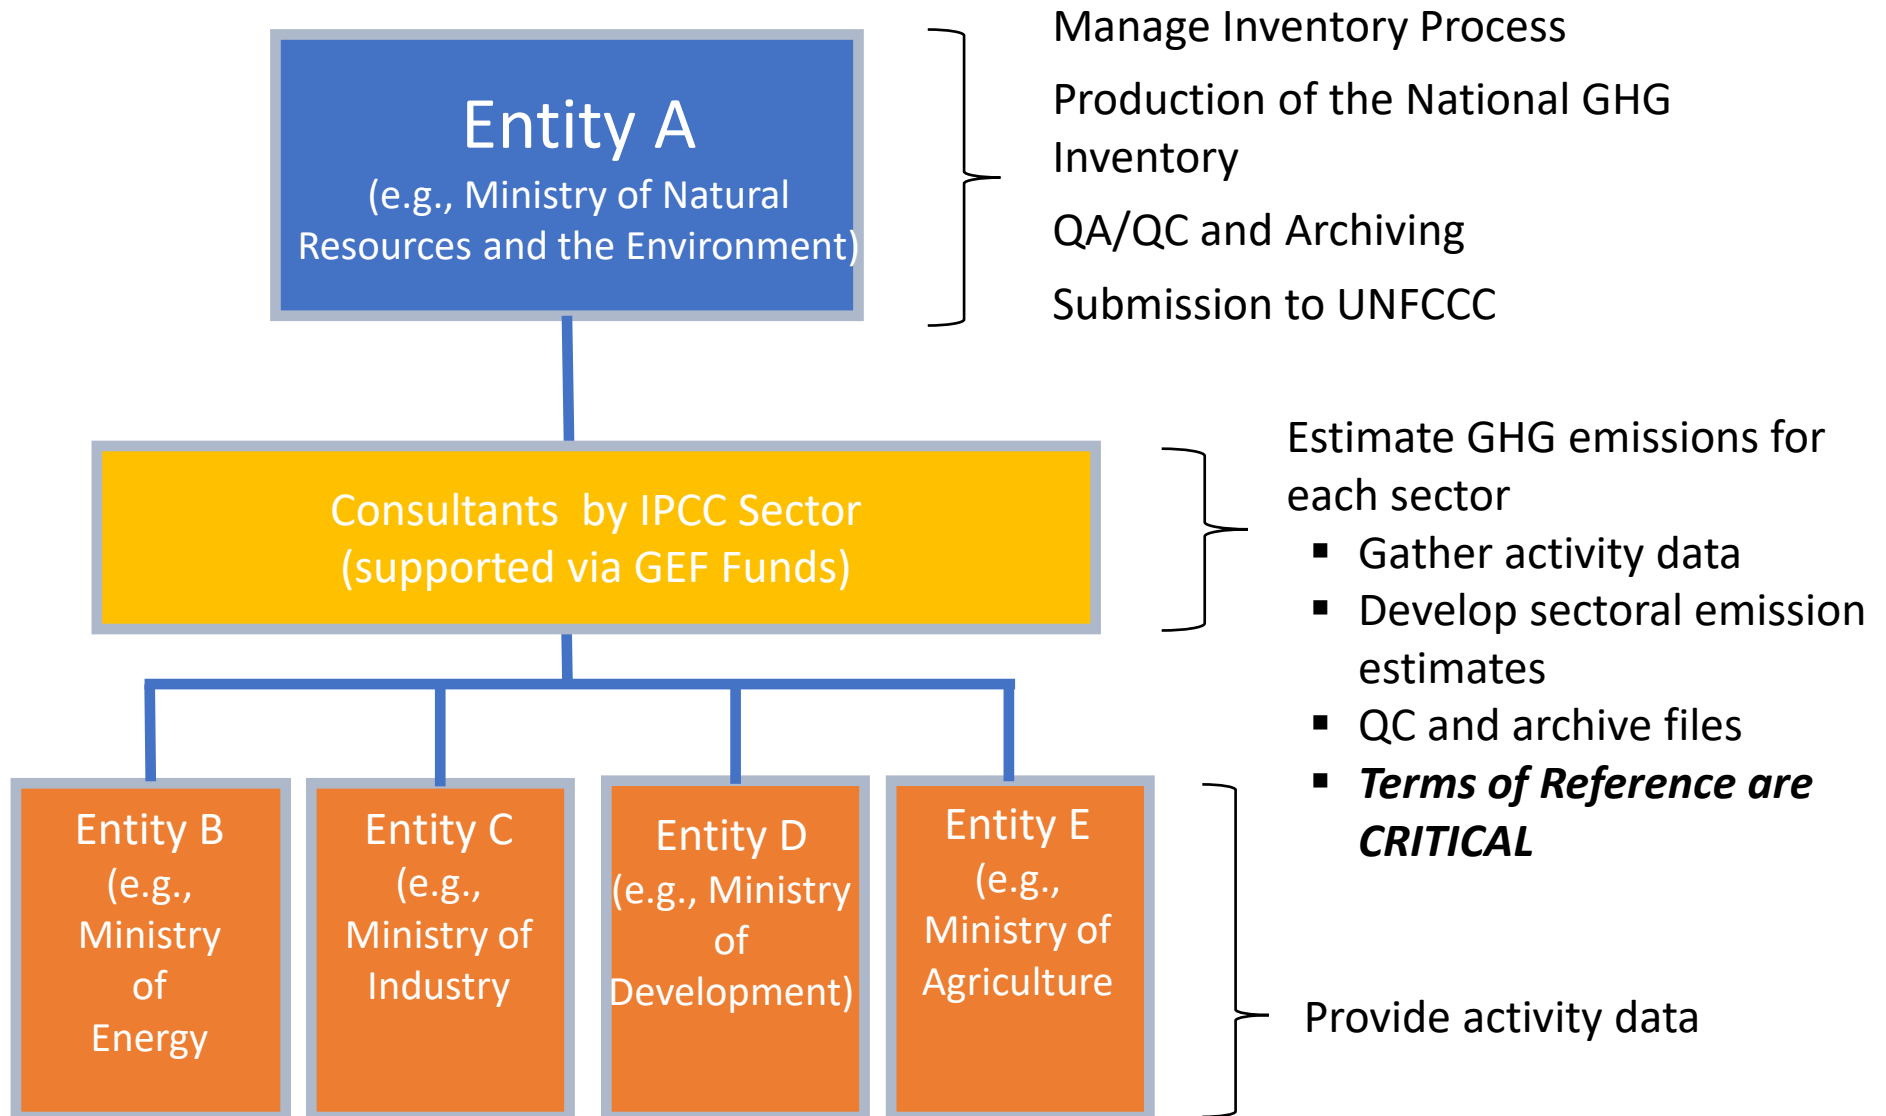 Entity A
(e.g., Ministry of Natural
Resources and the Environment)
Manage Inventory Process
Production of the National GHG
Inventory
QA/QC and Archiving
Submission to UNFCCC
Consultants by IPCC Sector
(supported via GEF Funds)
Estimate GHG emissions for
each sector
▪ Gather activity data
▪ Develop sectoral emission
estimates
▪ QC and archive files
▪ Terms of Reference are
CRITICAL
Entity B
(e.g.,
Ministry
of
Energy
Entity C
(e.g.,
Ministry of
Industry
Entity D
(e.g., Ministry
of
Development)
Entity E
(e.g.,
Ministry of
Agriculture
Provide activity data